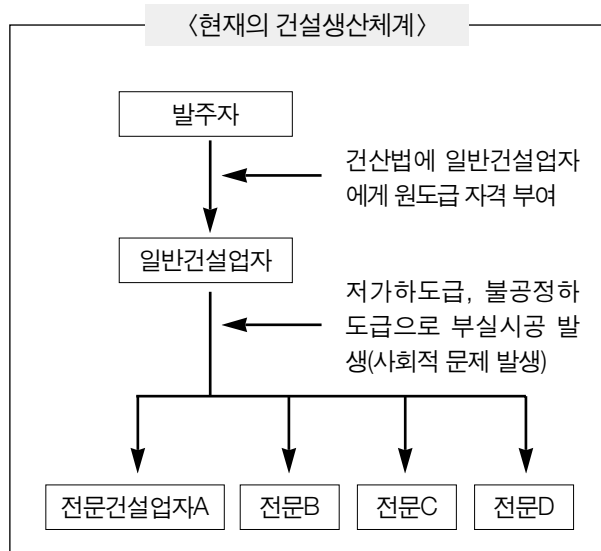 〈현재의 건설생산체계〉
발주자
건산법에 일반건설업자
에게 원도급 자격 부여
일반건설업자
저가하도급, 불공정하
도급으로 부실시공 발
생(사회적 문제 발생)
전문건설업자A 전문B 전문C 전문D